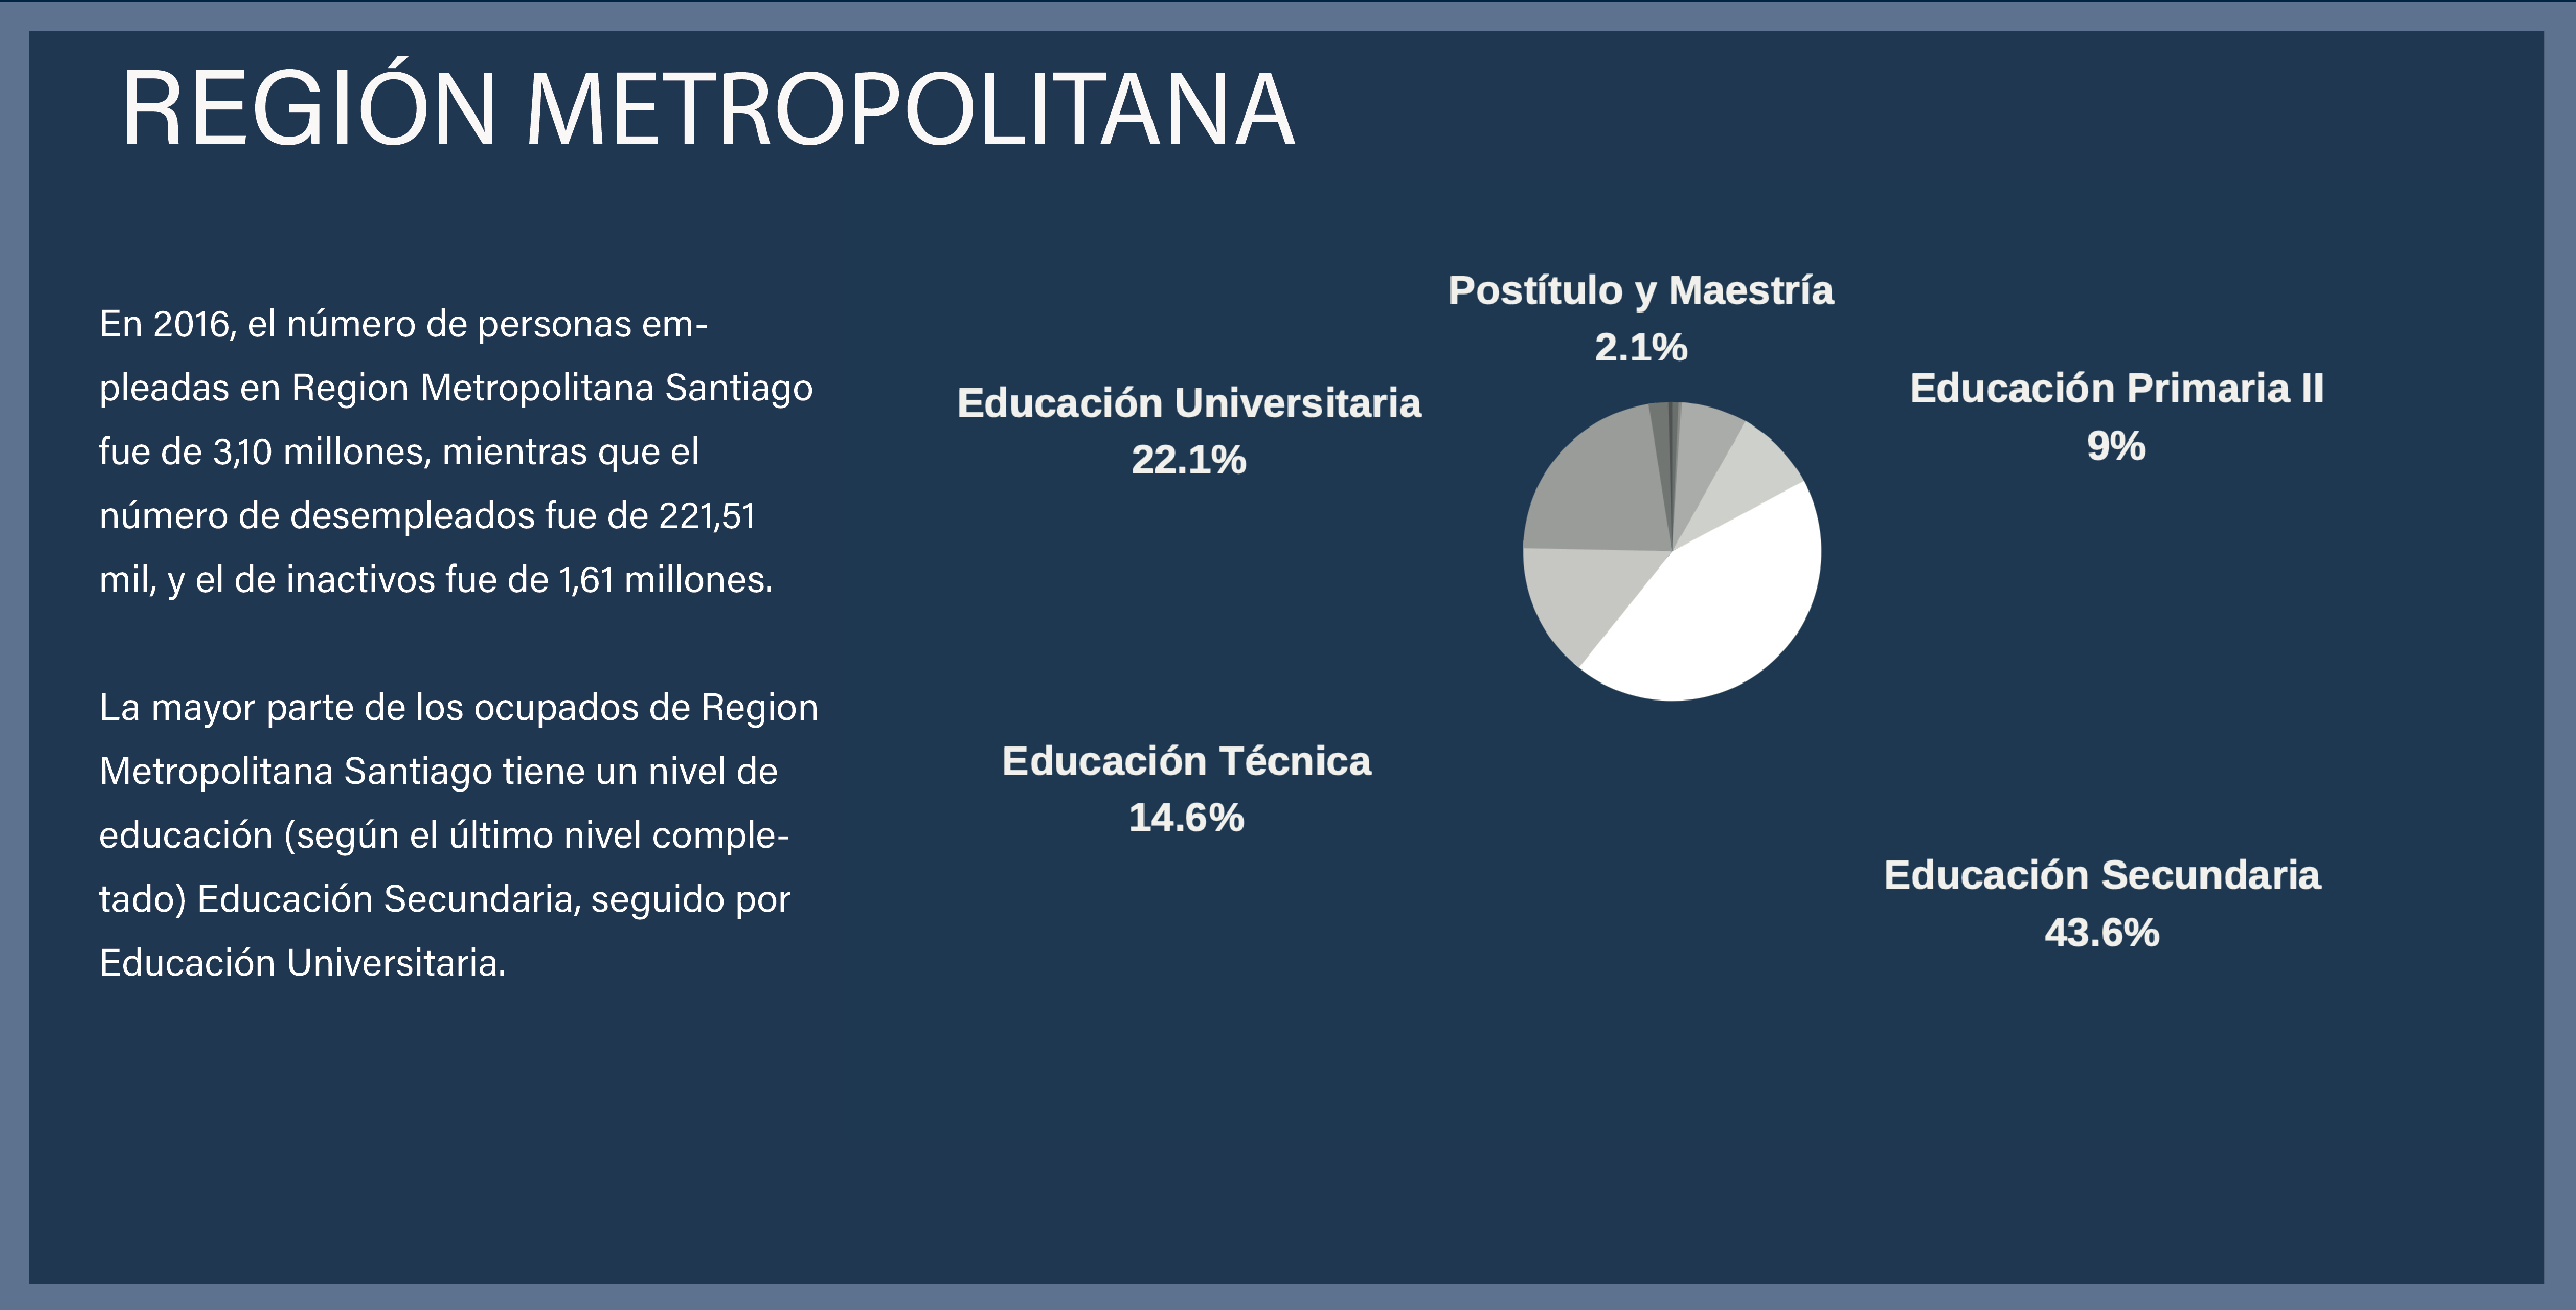 REGIÓN METROPOLITANA
En 2016, el número de personas em-
pleadas en Region Metropolitana Santiago
fue de 3,10 millones, mientras que el
número de desempleados fue de 221,51
mil, y el de inactivos fue de 1,61 millones.
La mayor parte de los ocupados de Region
Metropolitana Santiago tiene un nivel de
educación (según el último nivel comple-
tado) Educación Secundaria, seguido por
Educación Universitaria.
Postítulo y Maestría
2.1%
Educación Universitaria
22.1%
Educación Primaria II
9%
Educación Técnica
14.6%
Educación Secundaria
43.6%